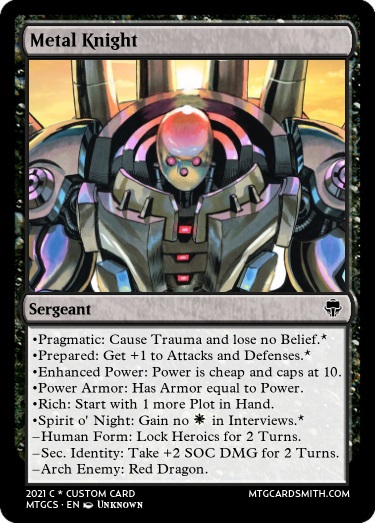 Metal Knight
Sergeant
•Pragmatic: Cause Trauma and lose no Belief.*
•Prepared: Get +1 to Attacks and Defenses.*
•Enhanced Power: Power is cheap and caps at 10.
•Power Armor: Has Armor equal to Power.
•Rich: Start with 1 more Plot in Hand.
•Spirit o' Night: Gain no ☀ in Interviews.*
–Human Form: Lock Heroics for 2 Turns.
–Sec. Identity: Take +2 SOC DMG for 2 Turns.
–Arch Enemy: Red Dragon.
2021 C * CUSTOM CARD
MTGCS • EN Unknown
MTGCARDSMITH.COM